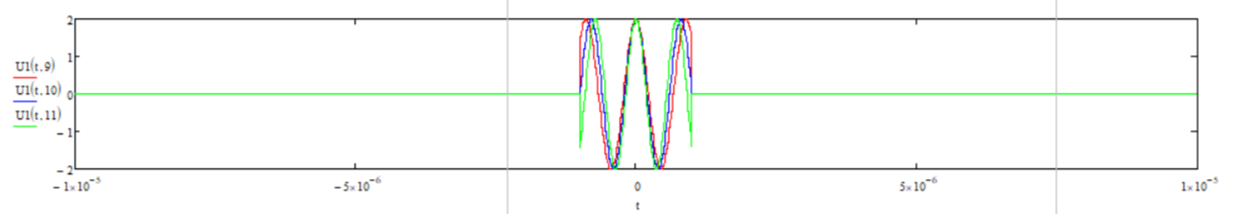 2
1
U1(t,9)
U1(t,10)
0
U1(t,11)
−1
−2
−1×10⁻⁵
−5×10⁻⁶
0
5×10⁻⁶
1×10⁻⁵
t